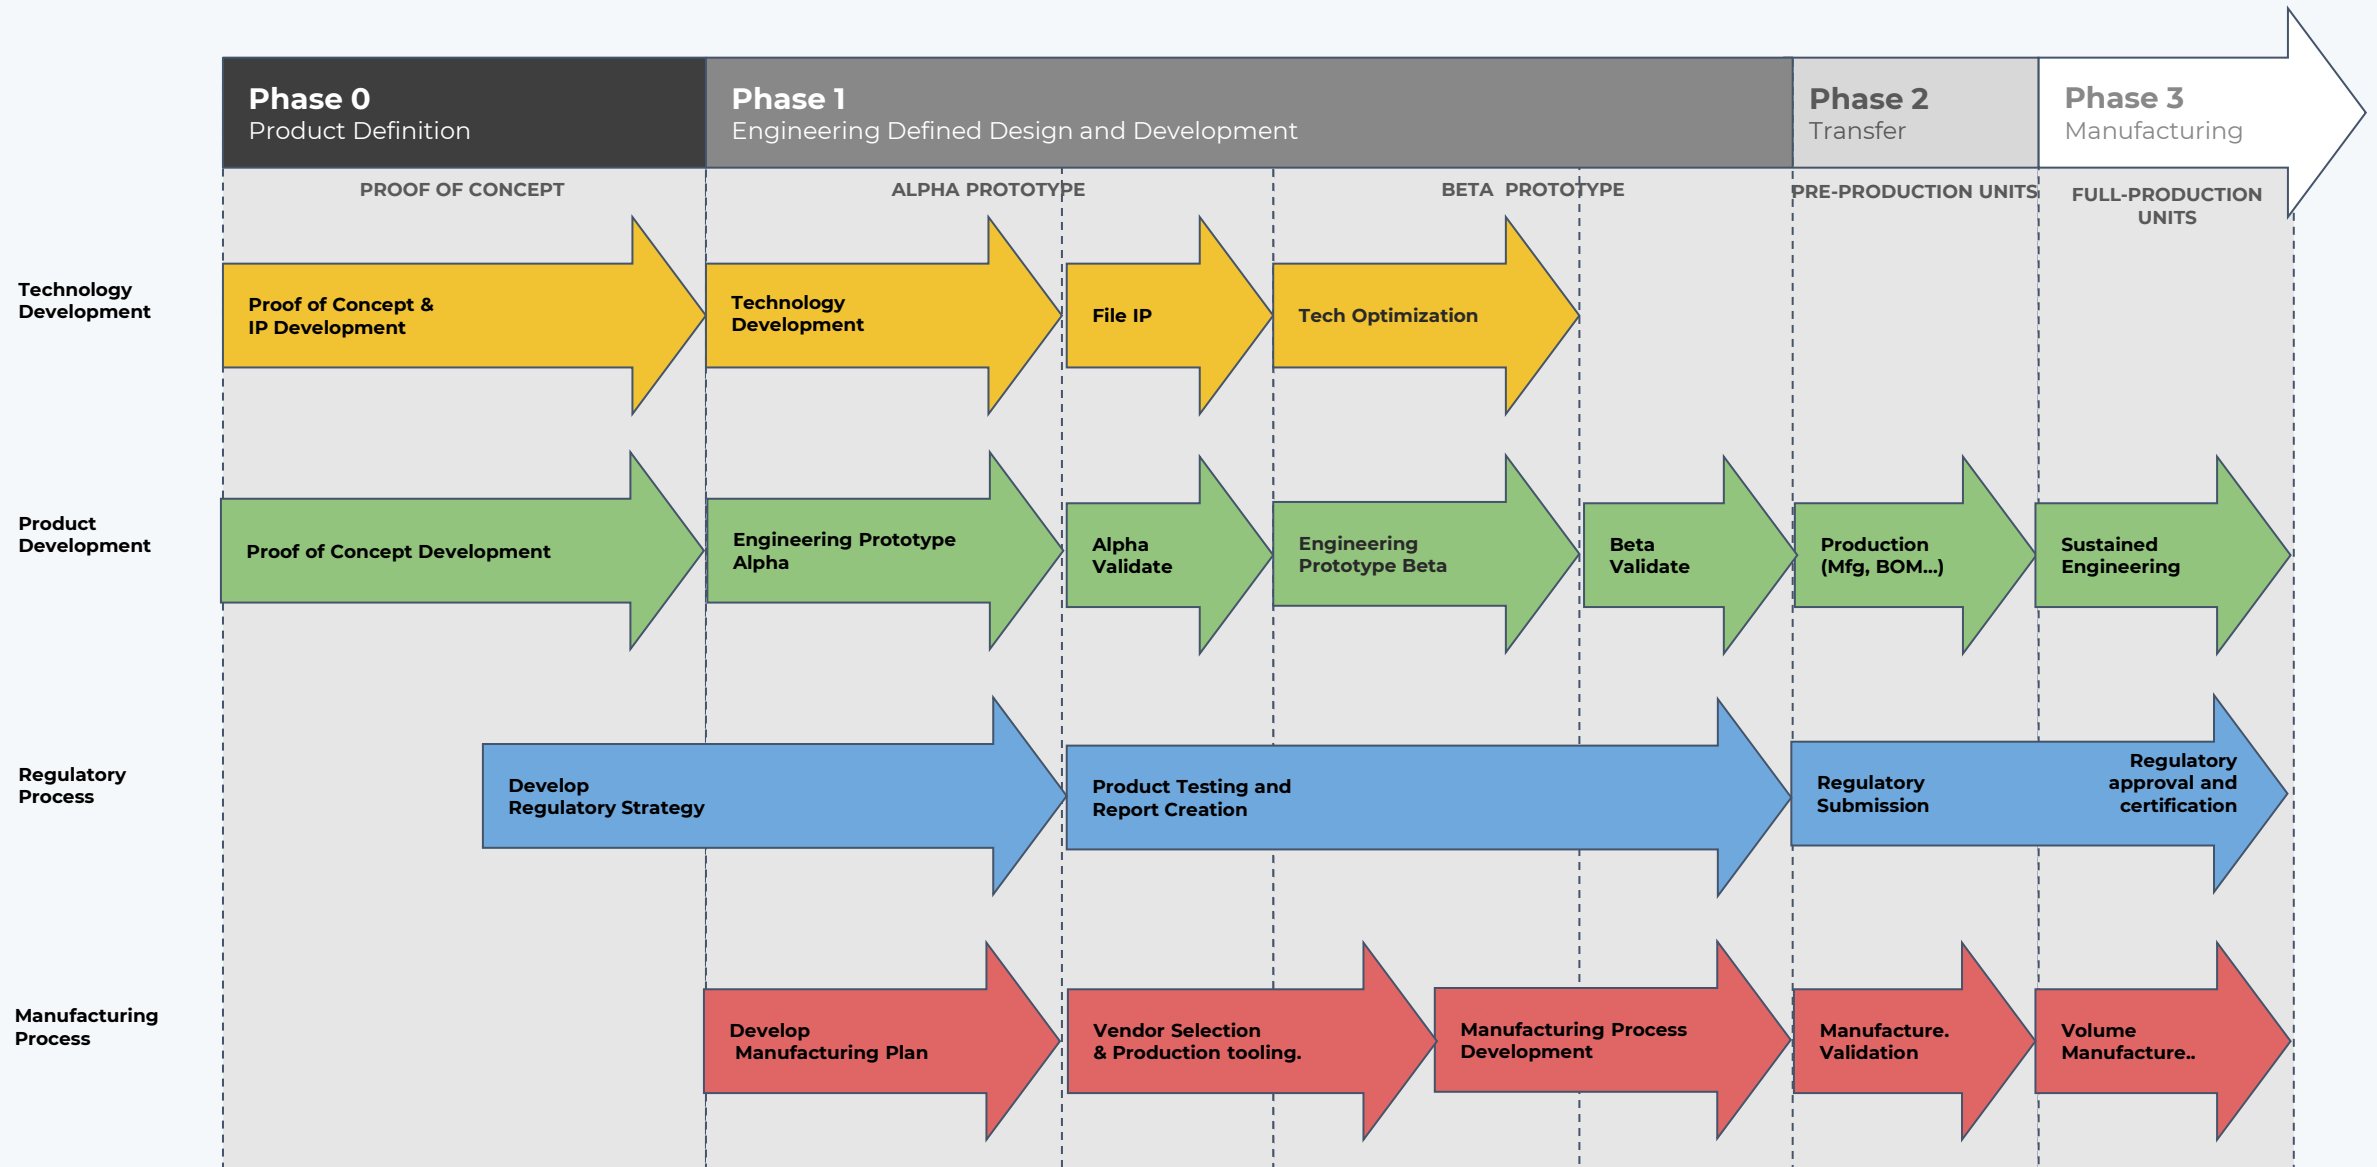 Phase 0
Product Definition
Phase 1
Engineering Defined Design and Development
Phase 2
Transfer
Phase 3
Manufacturing
PROOF OF CONCEPT
ALPHA PROTOTYPE
BETA  PROTOTYPE
PRE-PRODUCTION UNITS
FULL-PRODUCTION
UNITS
Technology
Development
Proof of Concept &
IP Development
Technology
Development
File IP
Tech Optimization
Product
Development
Proof of Concept Development
Engineering Prototype
Alpha
Alpha
Validate
Engineering
Prototype Beta
Beta
Validate
Production
(Mfg, BOM...)
Sustained
Engineering
Regulatory
Process
Develop
Regulatory Strategy
Product Testing and
Report Creation
Regulatory
Submission
Regulatory
approval and
certification
Manufacturing
Process
Develop
Manufacturing Plan
Vendor Selection
& Production tooling.
Manufacturing Process
Development
Manufacture.
Validation
Volume
Manufacture..